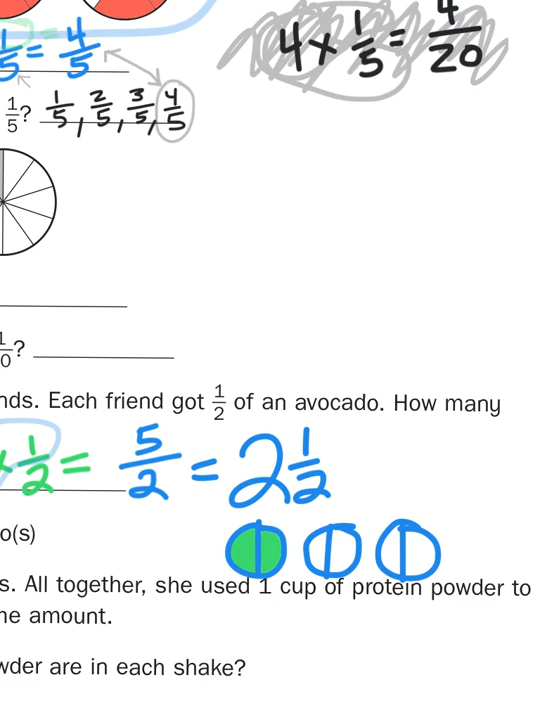 1/5 = 4/5
4 x 1/5 = 4/20
1/5? 1/5, 2/5, 3/5, 4/5
nds. Each friend got 1/2 of an avocado. How many
x 1/2 = 5/2 = 2 1/2
o(s)
s. All together, she used 1 cup of protein powder to
ne amount.
wder are in each shake?